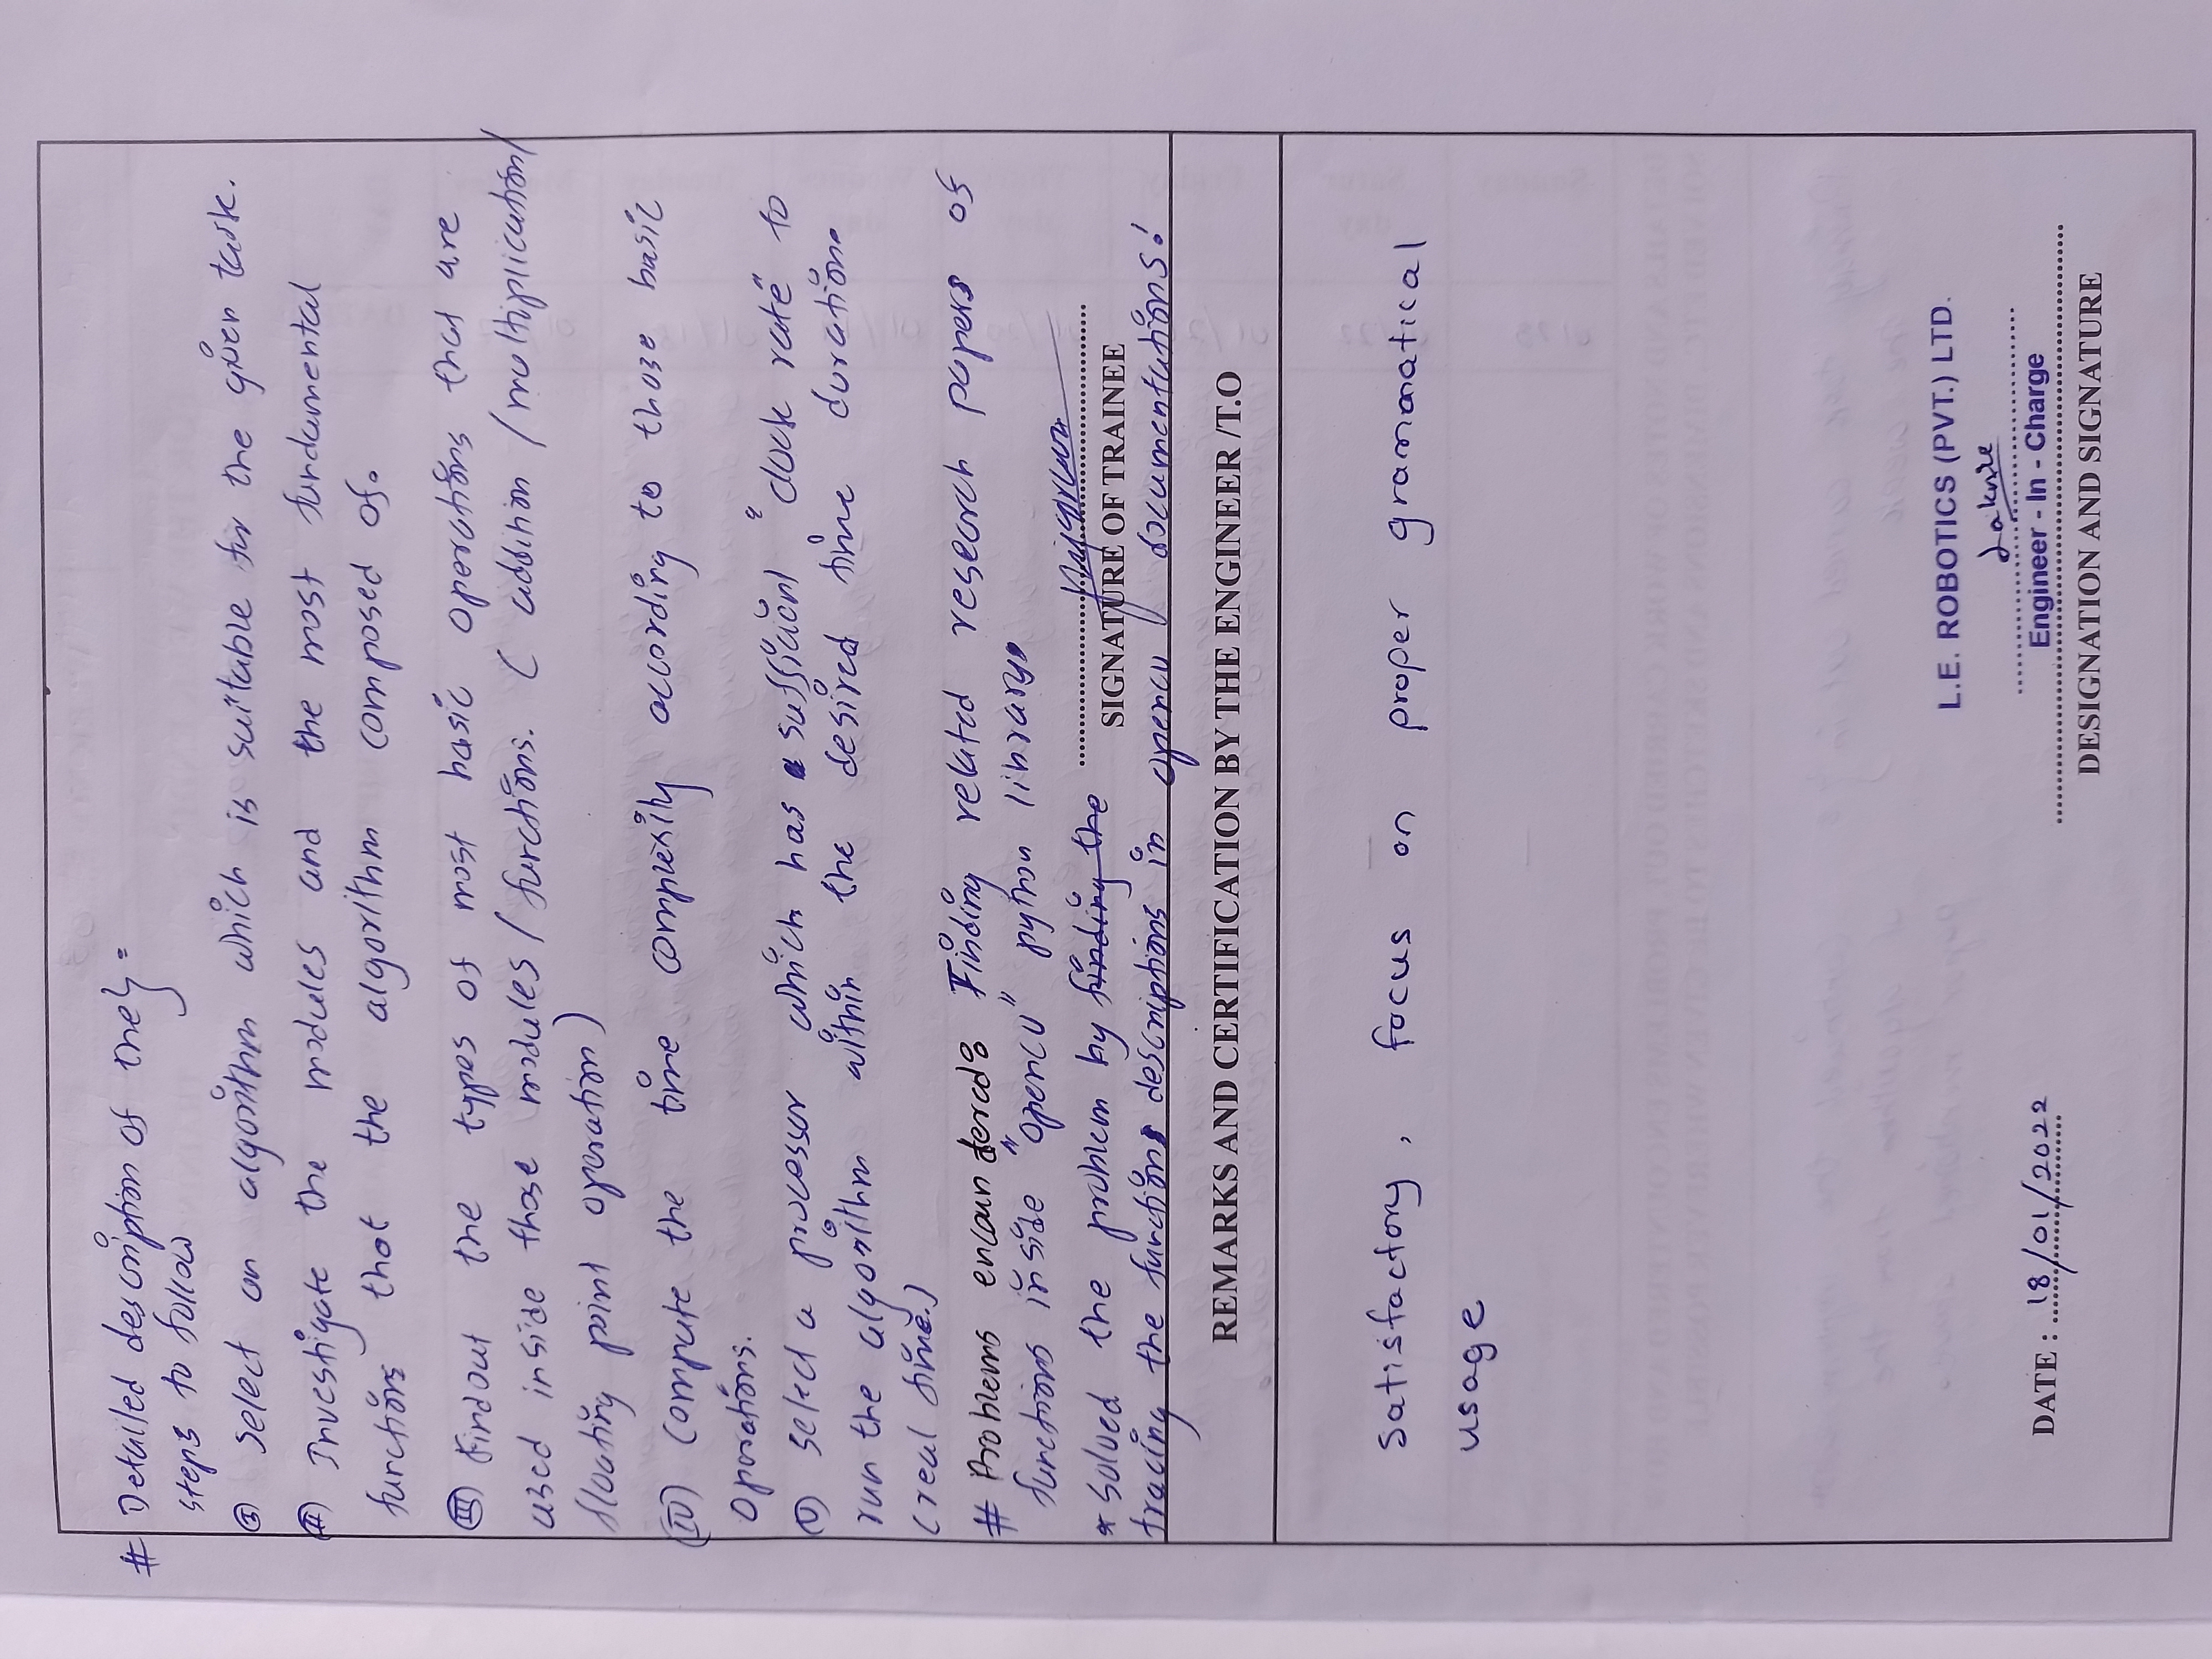 # Detailed description of the } :
steps to follow
(I) Select an algorithm which is suitable for the given task.
(II) Investigate the modules and the most fundamental
functions that the algorithm composed of.
(III) Findout the types of most basic operations that are
used inside those modules / functions. ( addition / multiplication /
floating point operation )
(IV) Compute the time complexity according to those basic
operations.
(V) Select a processor which has sufficient "clock rate" to
run the algorithm within the desired time duration.
(real time.)
# Problems encoundered: Finding related research papers of
functions inside "opencv" python library.
* Solved the problem by finding the
SIGNATURE OF TRAINEE
tracing the functions descriptions in opencv documentations!
REMARKS AND CERTIFICATION BY THE ENGINEER /T.O
Satisfactory, focus on proper grammatical
usage
L.E. ROBOTICS (PVT.) LTD.
Engineer - In - Charge
DATE : 18/01/2022
DESIGNATION AND SIGNATURE